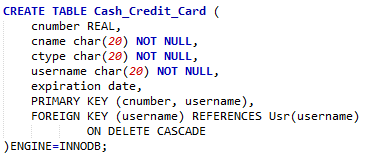 CREATE TABLE Cash_Credit_Card (
cnumber REAL,
cname char(20) NOT NULL,
ctype char(20) NOT NULL,
username char(20) NOT NULL,
expiration date,
PRIMARY KEY (cnumber, username),
FOREIGN KEY (username) REFERENCES Usr(username)
ON DELETE CASCADE
)ENGINE=INNODB;